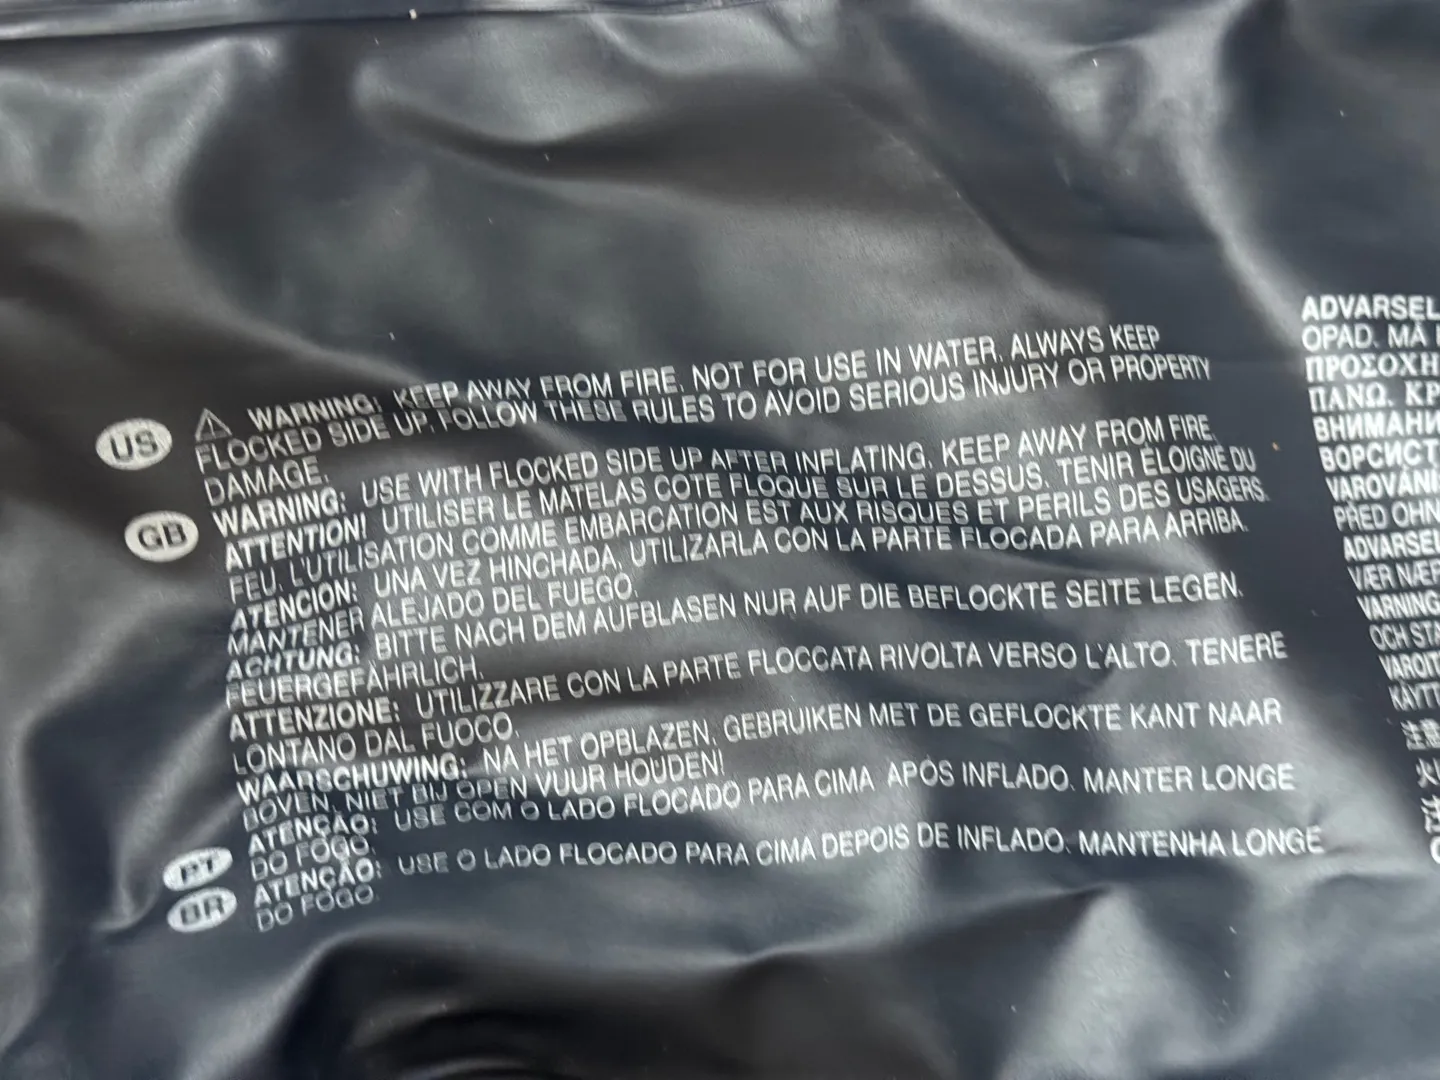 US ⚠ WARNING: KEEP AWAY FROM FIRE. NOT FOR USE IN WATER. ALWAYS KEEP
FLOCKED SIDE UP. FOLLOW THESE RULES TO AVOID SERIOUS INJURY OR PROPERTY
DAMAGE.
GB WARNING: USE WITH FLOCKED SIDE UP AFTER INFLATING. KEEP AWAY FROM FIRE.
ATTENTION! UTILISER LE MATELAS COTE FLOQUE SUR LE DESSUS. TENIR ÉLOIGNE DU
FEU. L'UTILISATION COMME EMBARCATION EST AUX RISQUES ET PERILS DES USAGERS.
ATENCION: UNA VEZ HINCHADA, UTILIZARLA CON LA PARTE FLOCADA PARA ARRIBA.
MANTENER ALEJADO DEL FUEGO.
ACHTUNG: BITTE NACH DEM AUFBLASEN NUR AUF DIE BEFLOCKTE SEITE LEGEN.
FEUERGEFÄHRLICH.
ATTENZIONE: UTILIZZARE CON LA PARTE FLOCCATA RIVOLTA VERSO L'ALTO. TENERE
LONTANO DAL FUOCO.
WAARSCHUWING: NA HET OPBLAZEN, GEBRUIKEN MET DE GEFLOCKTE KANT NAAR
BOVEN, NIET BIJ OPEN VUUR HOUDEN!
PT ATENÇÃO: USE COM O LADO FLOCADO PARA CIMA APÓS INFLADO. MANTER LONGE
DO FOGO.
BR ATENÇÃO: USE O LADO FLOCADO PARA CIMA DEPOIS DE INFLADO. MANTENHA LONGE
DO FOGO.
ADVARSEL
OPAD. MÅ
ΠΡΟΣΟΧΗ
ΠΑΝΩ. ΚΡ
ВНИМАНИ
ВОРСИСТ
VAROVÁNÍ
PŘED OHN
ADVARSEL
VÆR NÆR
VARNING
OCH STA
VAROIT
KÄYTT
注意
火